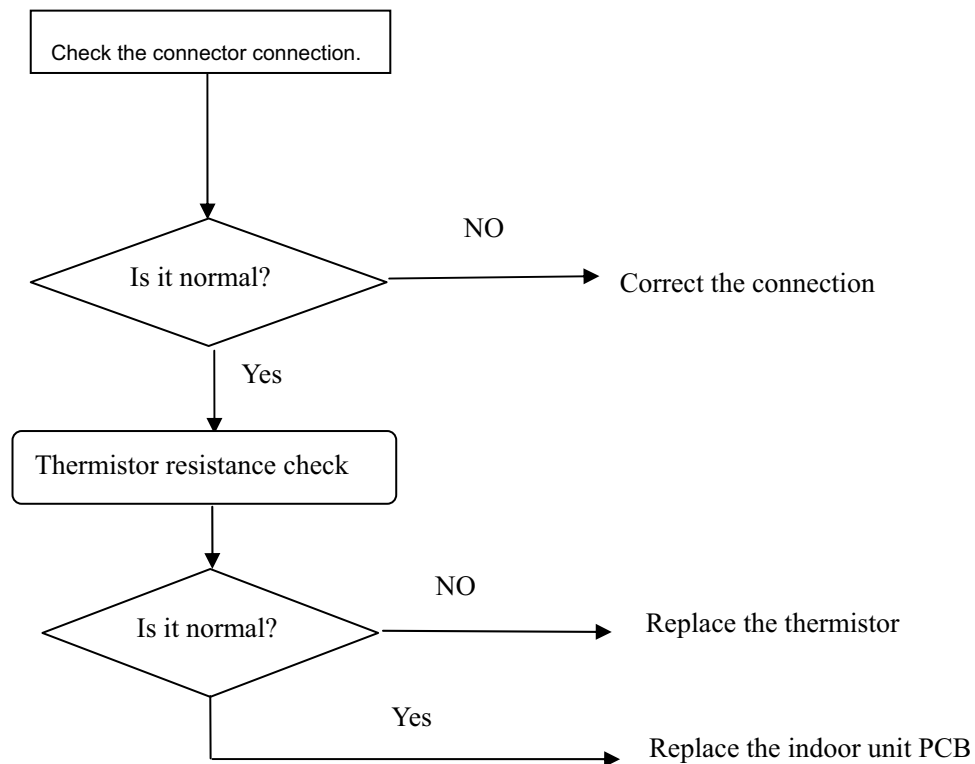 Check the connector connection.
NO
Is it normal?
Correct the connection
Yes
Thermistor resistance check
NO
Is it normal?
Replace the thermistor
Yes
Replace the indoor unit PCB